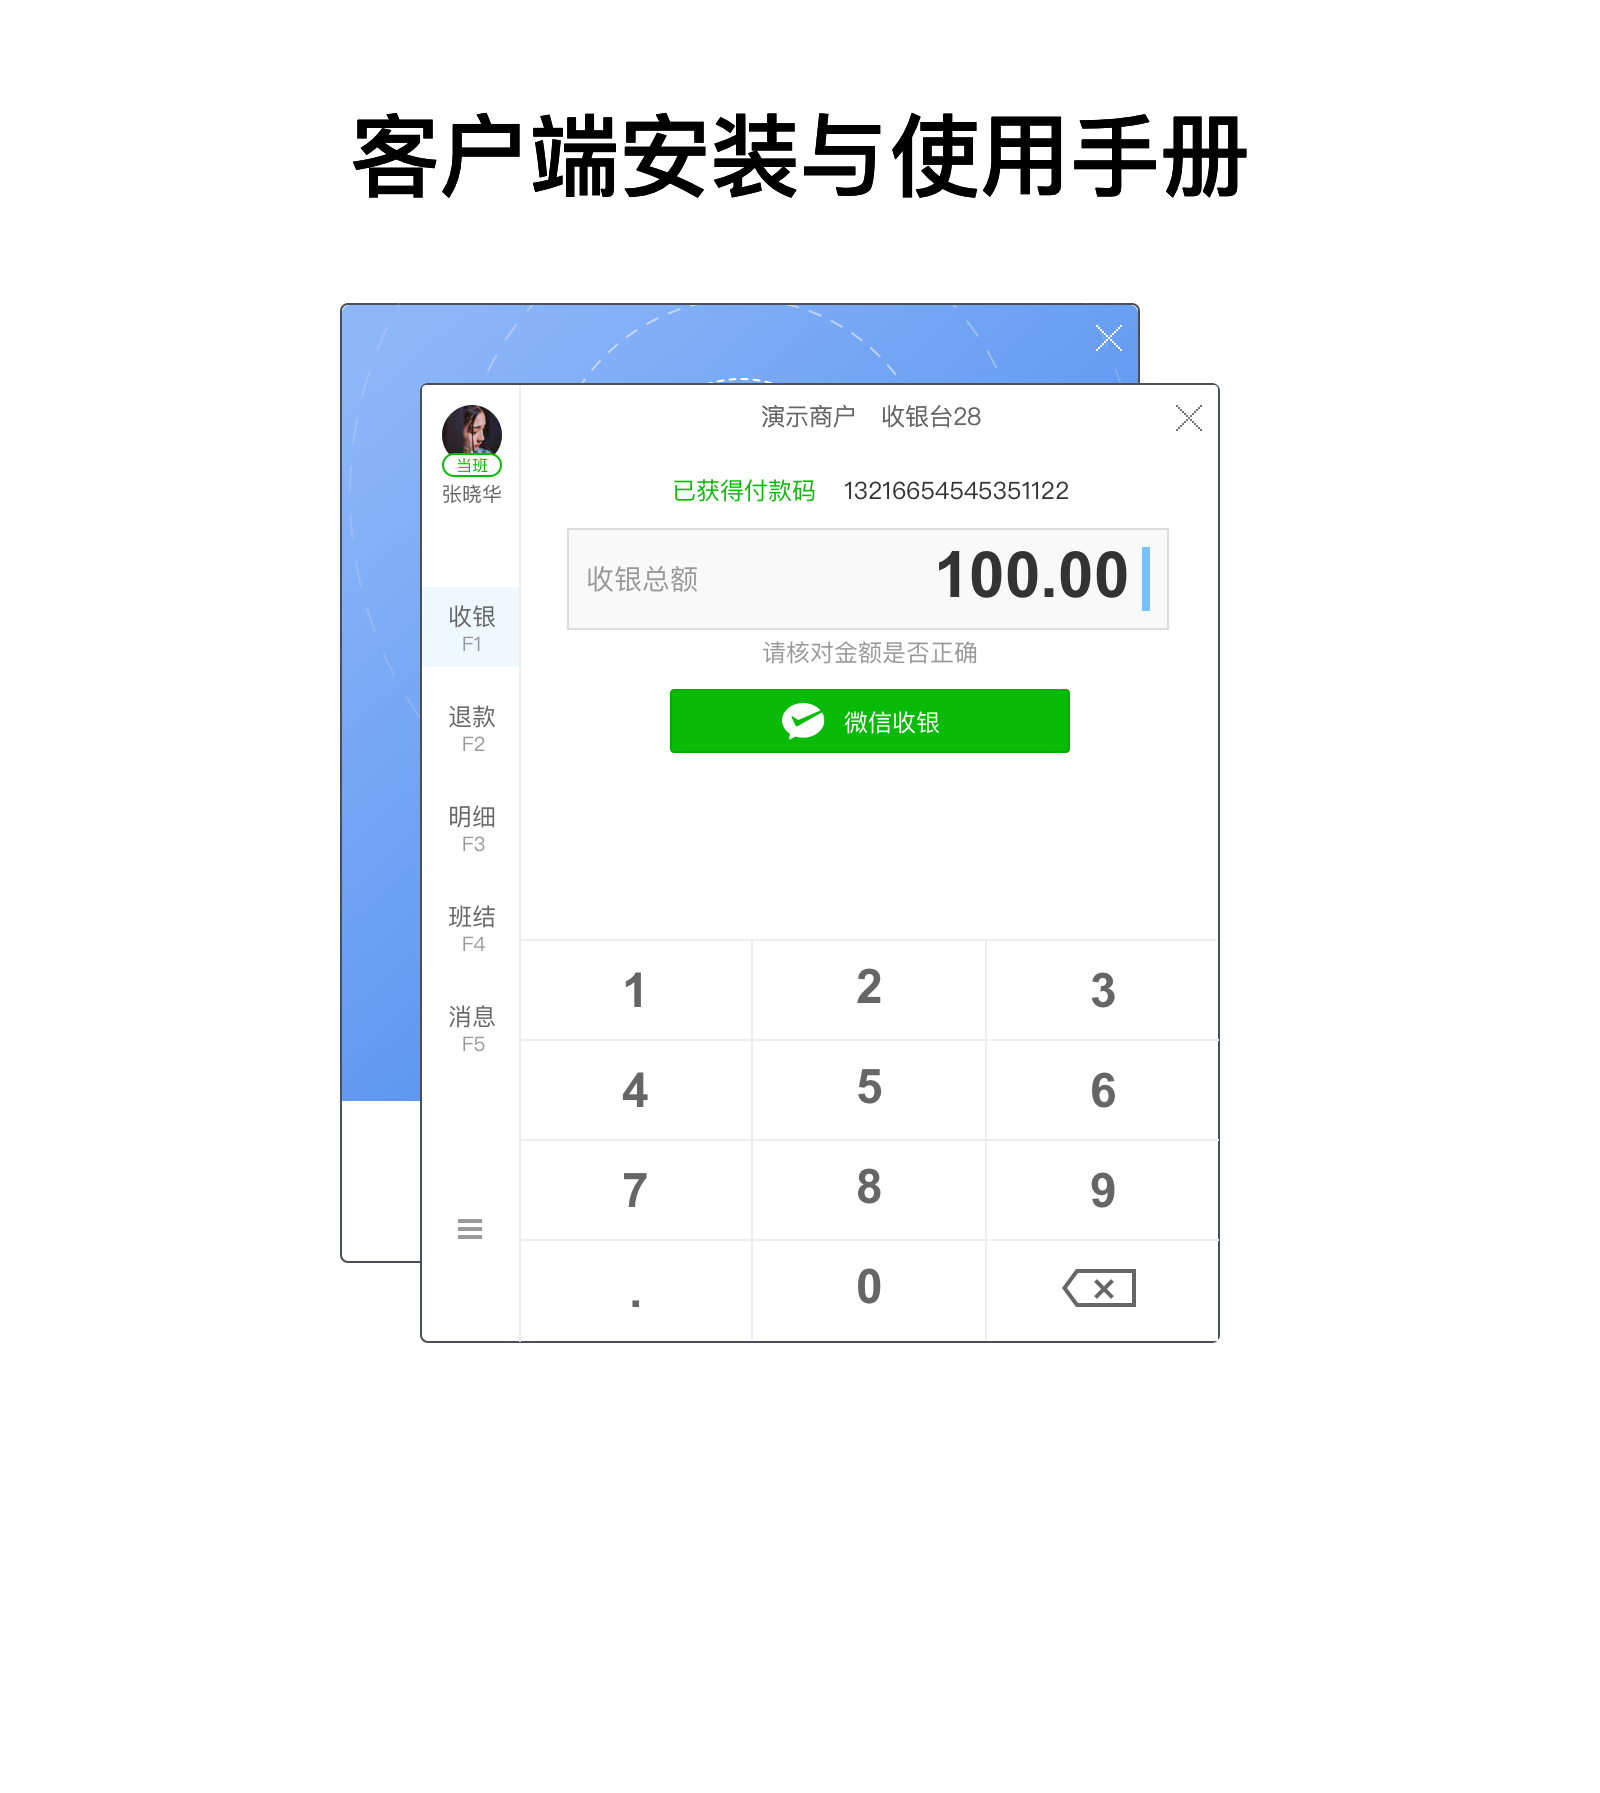 客户端安装与使用手册
演示商户 收银台28
当班
张晓华
已获得付款码 13216654545351122
收银总额 100.00
请核对金额是否正确
微信收银
收银
F1
退款
F2
明细
F3
班结
F4
消息
F5
1 2 3
4 5 6
7 8 9
. 0